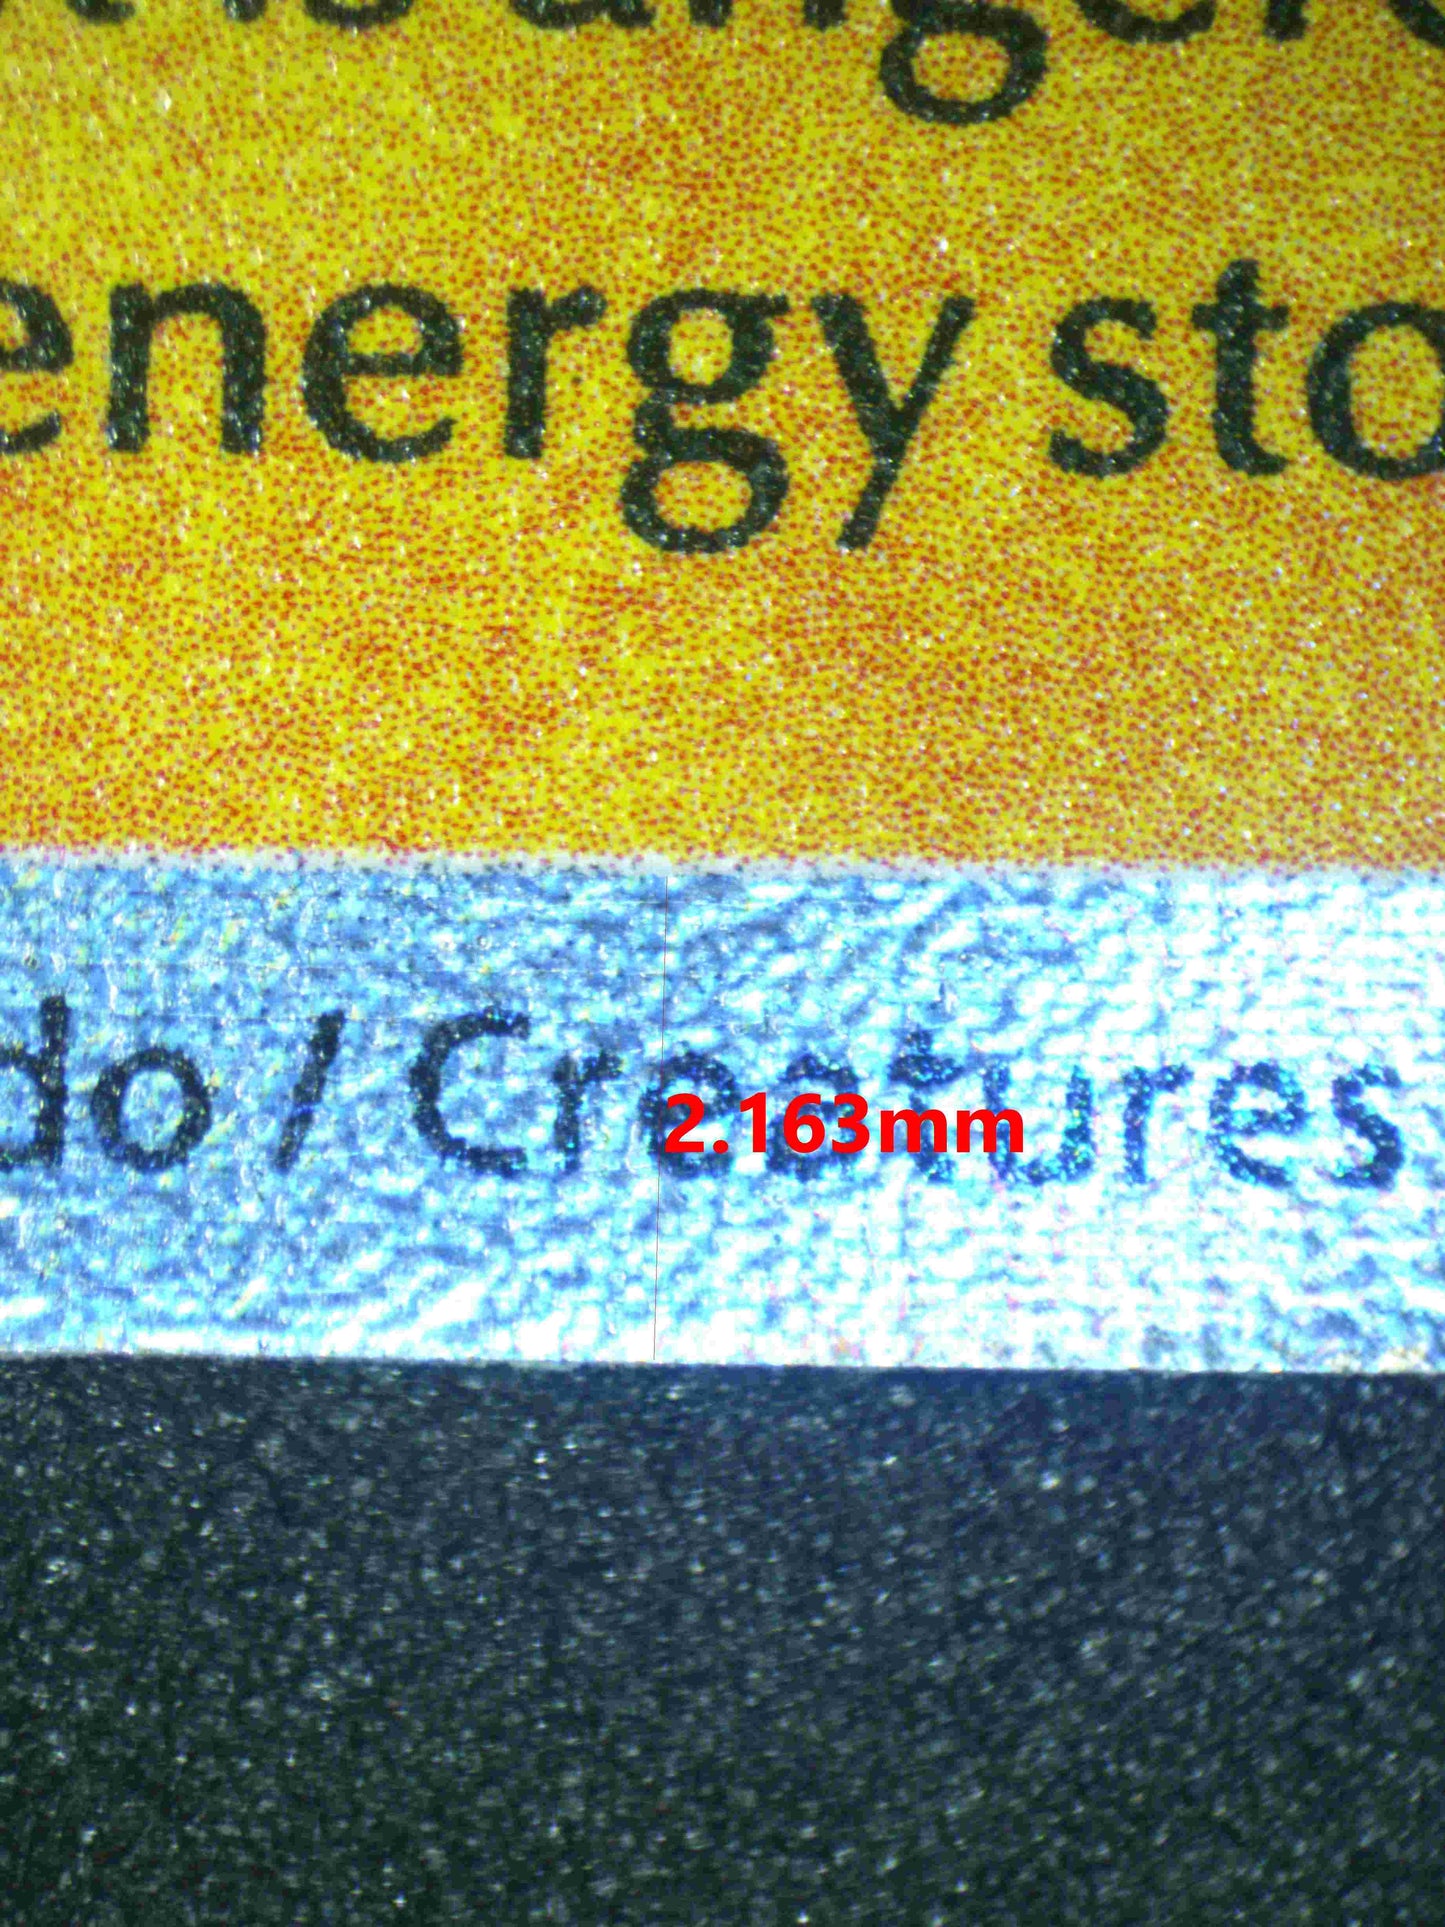 energy sto
do / Creatures
2.163mm